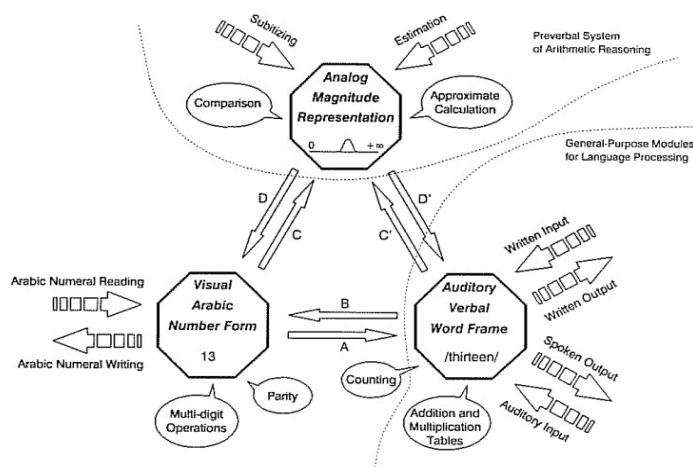 Subitizing
Estimation
Preverbal System
of Arithmetic Reasoning
Analog
Magnitude
Representation
0 +∞
Comparison
Approximate
Calculation
General-Purpose Modules
for Language Processing
D
C
C'
D'
Written Input
Written Output
Arabic Numeral Reading
Arabic Numeral Writing
Visual
Arabic
Number Form
13
B
A
Auditory
Verbal
Word Frame
/thirteen/
Spoken Output
Auditory Input
Counting
Parity
Multi-digit
Operations
Addition and
Multiplication
Tables